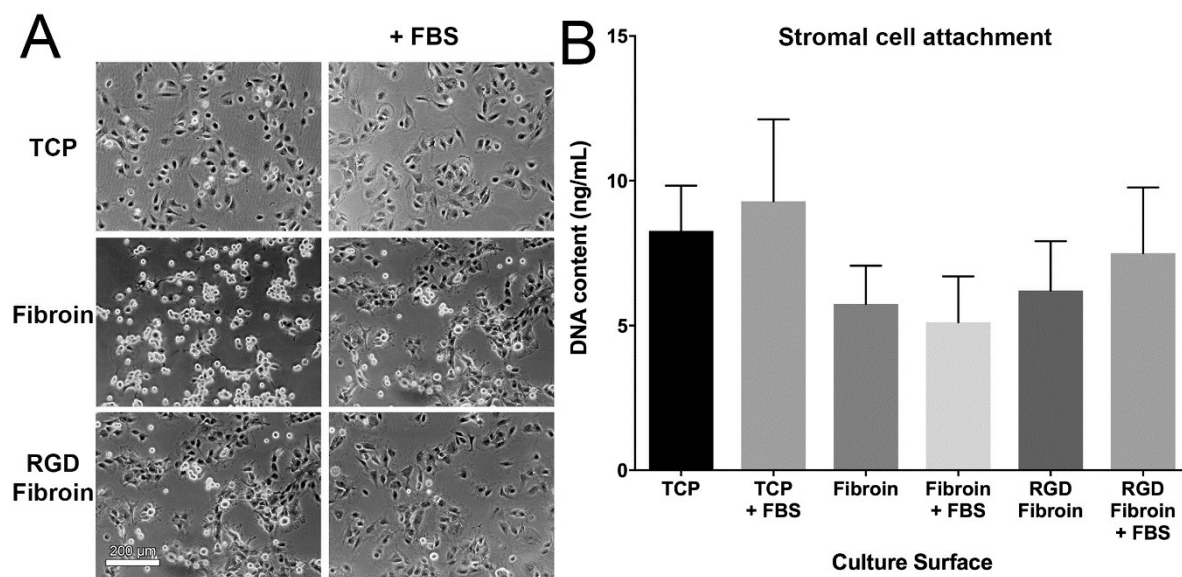 A
+ FBS
TCP
Fibroin
RGD
Fibroin
200 µm
B
Stromal cell attachment
DNA content (ng/mL)
15
10
5
0
TCP
TCP
+ FBS
Fibroin
Fibroin
+ FBS
RGD
Fibroin
RGD
Fibroin
+ FBS
Culture Surface